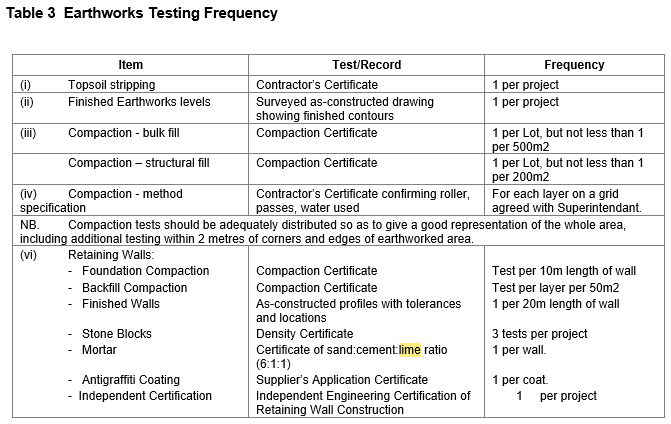 Table 3 Earthworks Testing Frequency
Item Test/Record Frequency
(i) Topsoil stripping Contractor's Certificate 1 per project
(ii) Finished Earthworks levels Surveyed as-constructed drawing 1 per project
showing finished contours
(iii) Compaction - bulk fill Compaction Certificate 1 per Lot, but not less than 1
per 500m2
Compaction – structural fill Compaction Certificate 1 per Lot, but not less than 1
per 200m2
(iv) Compaction - method Contractor's Certificate confirming roller, For each layer on a grid
specification passes, water used agreed with Superintendant.
NB. Compaction tests should be adequately distributed so as to give a good representation of the whole area,
including additional testing within 2 metres of corners and edges of earthworked area.
(vi) Retaining Walls:
- Foundation Compaction Compaction Certificate Test per 10m length of wall
- Backfill Compaction Compaction Certificate Test per layer per 50m2
- Finished Walls As-constructed profiles with tolerances 1 per 20m length of wall
and locations
- Stone Blocks Density Certificate 3 tests per project
- Mortar Certificate of sand:cement:lime ratio 1 per wall.
(6:1:1)
- Antigraffiti Coating Supplier's Application Certificate 1 per coat.
- Independent Certification Independent Engineering Certification of 1 per project
Retaining Wall Construction